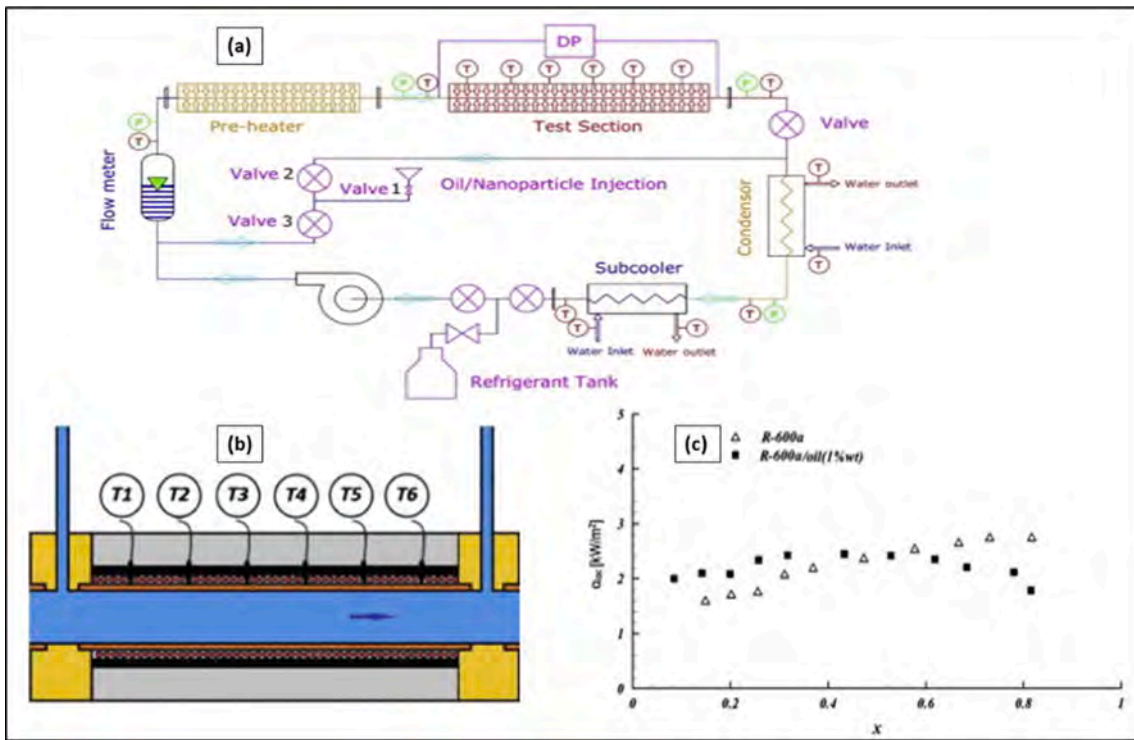 (a)
DP
P
T
T
T
T
T
T
T
P
T
Pre-heater
Test Section
Valve
P
T
Flow meter
Valve 2
Valve 1
Oil/Nanoparticle Injection
Valve 3
T
Water outlet
Condensor
Water Inlet
T
Subcooler
T
T
T
T
P
Water Inlet
Water outlet
Refrigerant Tank
(b)
T1 T2 T3 T4 T5 T6
(c)
R-600a
R-600a/oil(1%wt)
5
4
3
2
1
0
0 0.2 0.4 0.6 0.8 1
X